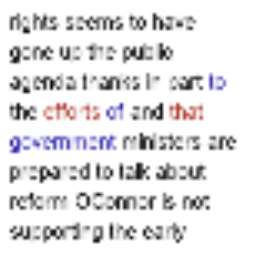 rights seems to have
gone up the public
agenda thanks in part to
the efforts of and that
government ministers are
prepared to talk about
reform OConnor is not
supporting the early